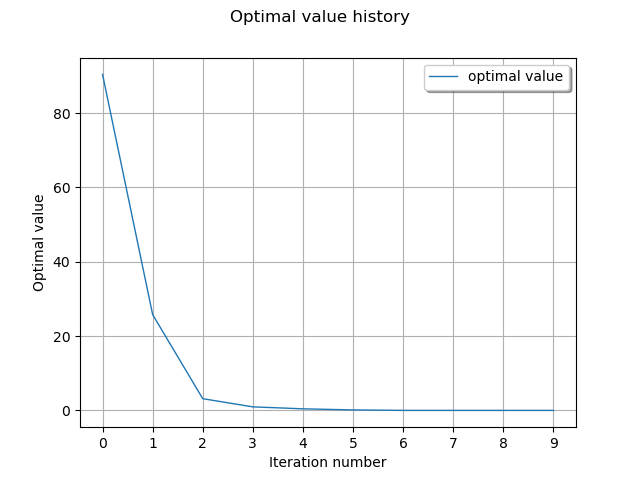 Optimal value history
optimal value
80
60
40
20
0
Optimal value
0 1 2 3 4 5 6 7 8 9
Iteration number